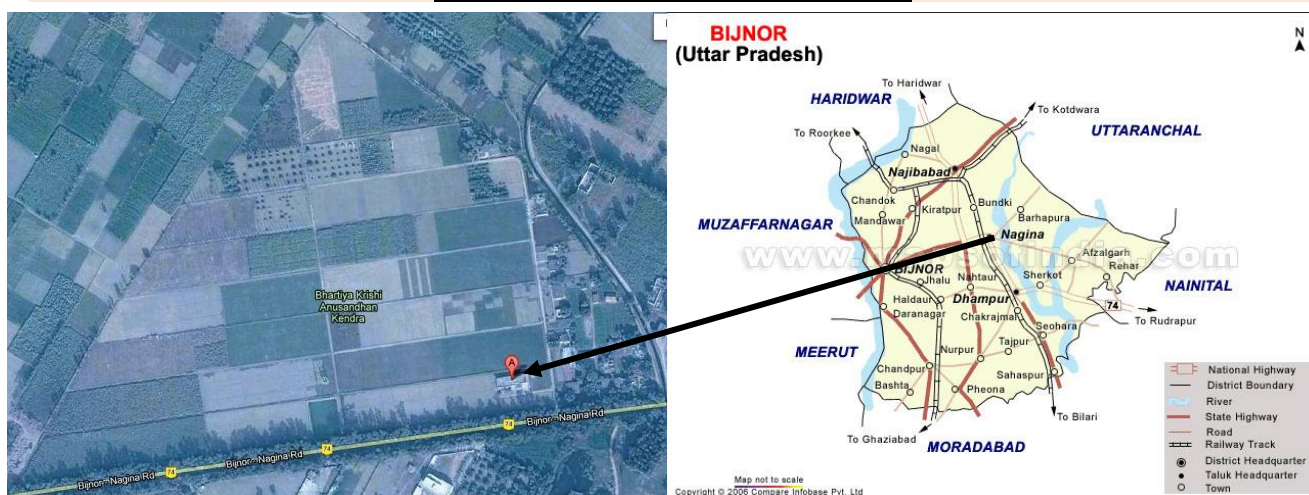 Bhartiya Krishi
Anusandhan
Kendra
A
74
Bijnor - Nagina Rd
74
Bijnor - Nagina Rd
74
Bijnor - Nagina Rd
BIJNOR
(Uttar Pradesh)
N
To Haridwar
HARIDWAR
To Kotdwara
UTTARANCHAL
To Roorkee
Nagal
Najibabad
Chandok
Bundki
Kiratpur
Mandawar
Barhapura
MUZAFFARNAGAR
Nagina
Afzalgarh
BIJNOR
Jhalu
Nahtaur
Sherkot
Rehar
NAINITAL
Haldaur
Dhampur
74
Daranagar
Chakrajmal
To Rudrapur
Seohara
MEERUT
Nurpur
Tajpur
Chandpur
Sahaspur
Bashta
Pheona
To Bilari
To Ghaziabad
MORADABAD
National Highway
District Boundary
River
State Highway
Road
Railway Track
District Headquarter
Taluk Headquarter
Town
Map not to scale
Copyright © 2006 Compare Infobase Pvt. Ltd